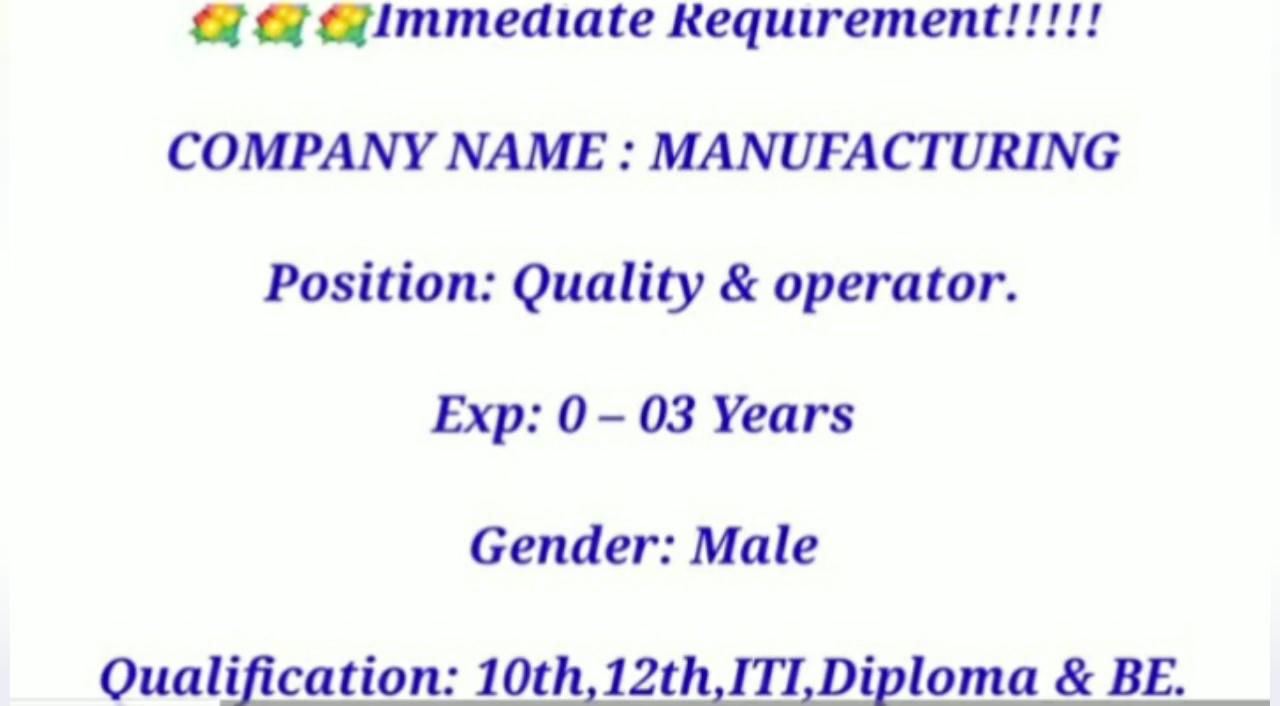 💐💐💐Immediate Requirement!!!!!
COMPANY NAME : MANUFACTURING
Position: Quality & operator.
Exp: 0 – 03 Years
Gender: Male
Qualification: 10th,12th,ITI,Diploma & BE.